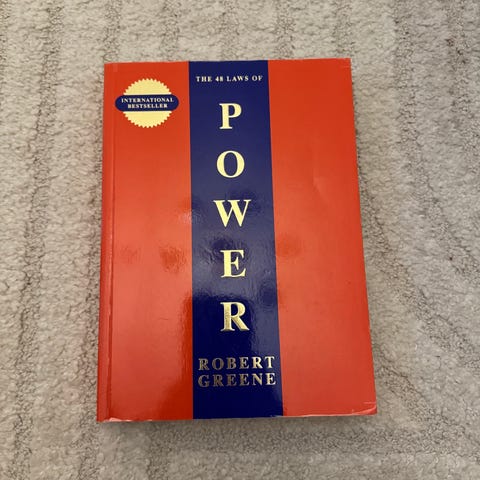 THE 48 LAWS OF
INTERNATIONAL
BESTSELLER
P
O
W
E
R
ROBERT
GREENE